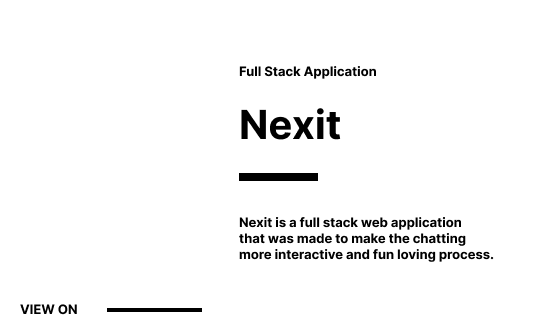 Full Stack Application
Nexit
Nexit is a full stack web application
that was made to make the chatting
more interactive and fun loving process.
VIEW ON